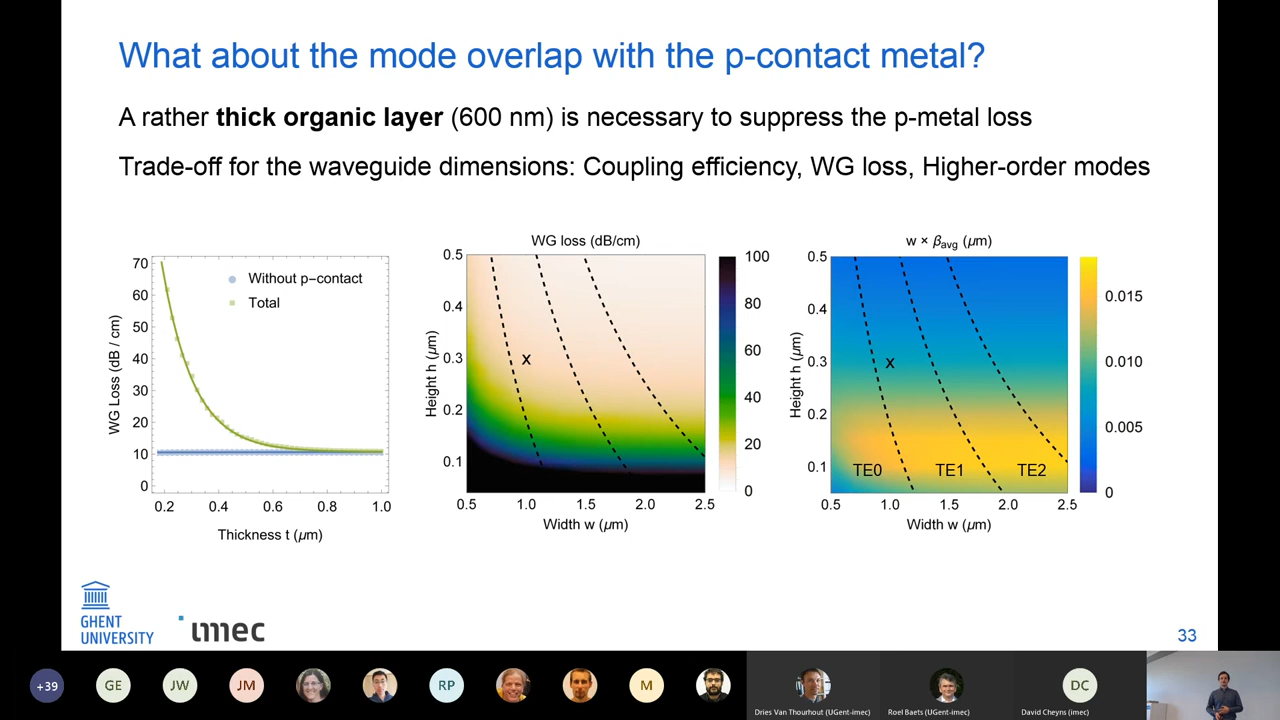 What about the mode overlap with the p-contact metal?
A rather thick organic layer (600 nm) is necessary to suppress the p-metal loss
Trade-off for the waveguide dimensions: Coupling efficiency, WG loss, Higher-order modes
WG Loss (dB / cm)
70
60
50
40
30
20
10
0
Without p-contact
Total
0.2 0.4 0.6 0.8 1.0
Thickness t (μm)
WG loss (dB/cm)
Height h (μm)
0.5
0.4
0.3
0.2
0.1
x
0.5 1.0 1.5 2.0 2.5
Width w (μm)
100
80
60
40
20
0
w × βavg (μm)
Height h (μm)
0.5
0.4
0.3
0.2
0.1
x
TE0 TE1 TE2
0.5 1.0 1.5 2.0 2.5
Width w (μm)
0.015
0.010
0.005
0
GHENT
UNIVERSITY
imec
33
+39 GE JW JM RP M DC
Dries Van Thourhout (UGent-imec) Roel Baets (UGent-imec) David Cheyns (imec)